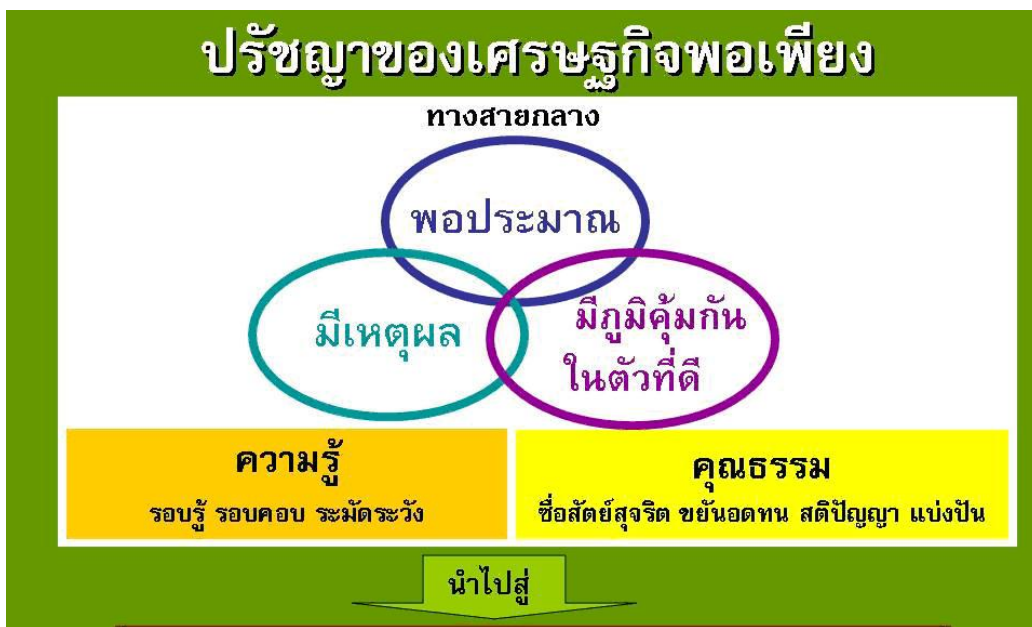 ปรัชญาของเศรษฐกิจพอเพียง
ทางสายกลาง
พอประมาณ
มีเหตุผล
มีภูมิคุ้มกัน
ในตัวที่ดี
ความรู้
รอบรู้ รอบคอบ ระมัดระวัง
คุณธรรม
ซื่อสัตย์สุจริต ขยันอดทน สติปัญญา แบ่งปัน
นำไปสู่